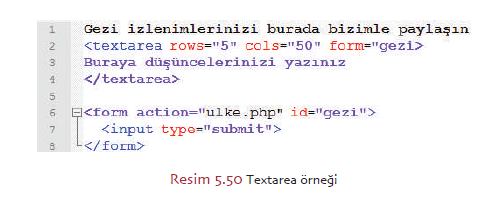 1 Gezi izlenimlerinizi burada bizimle paylaşın
2 <textarea rows="5" cols="50" form="gezi>
3 Buraya düşüncelerinizi yazınız
4 </textarea>
5
6 <form action="ulke.php" id="gezi">
7 <input type="submit">
8 </form>
Resim 5.50 Textarea örneği